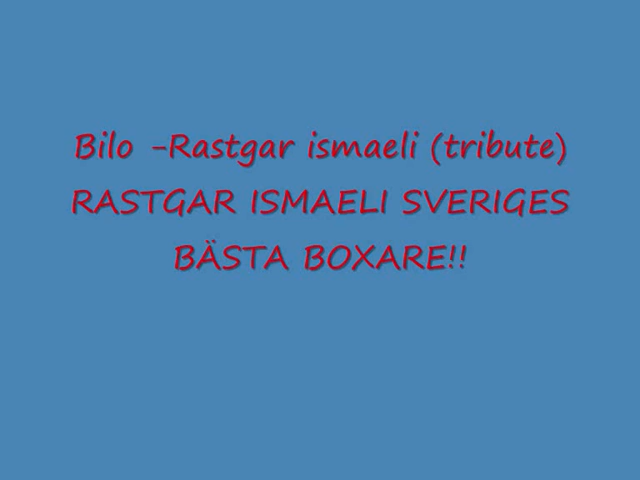 Bilo -Rastgar ismaeli (tribute)
RASTGAR ISMAELI SVERIGES
BÄSTA BOXARE!!